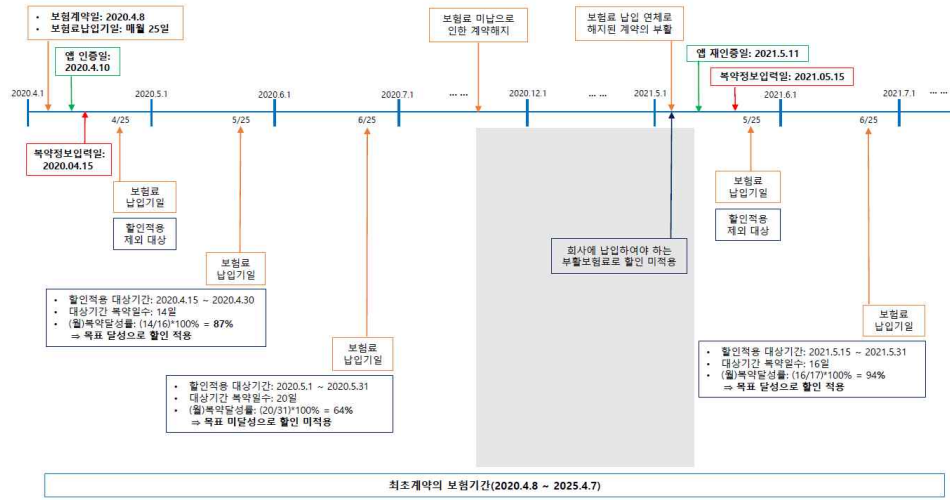 • 보험계약일: 2020.4.8
• 보험료납입기일: 매월 25일
앱 인증일:
2020.4.10
보험료 미납으로
인한 계약해지
보험료 납입 연체로
해지된 계약의 부활
앱 재인증일:
2021.5.11
복약정보입력일: 2021.05.15
2020.4.1
2020.5.1
2020.6.1
2020.7.1
... ...
2020.12.1
... ...
2021.5.1
2021.6.1
2021.7.1
... ...
4/25
5/25
6/25
5/25
6/25
복약정보입력일:
2020.04.15
보험료
납입기일
할인적용
제외 대상
보험료
납입기일
할인적용
제외 대상
회사에 납입하여야 하는
부활보험료로 할인 미적용
보험료
납입기일
• 할인적용 대상기간: 2020.4.15 ~ 2020.4.30
• 대상기간 복약일수: 14일
• (월)복약달성률: (14/16)*100% = 87%
⇒ 목표 달성으로 할인 적용
보험료
납입기일
• 할인적용 대상기간: 2020.5.1 ~ 2020.5.31
• 대상기간 복약일수: 20일
• (월)복약달성률: (20/31)*100% = 64%
⇒ 목표 미달성으로 할인 미적용
보험료
납입기일
• 할인적용 대상기간: 2021.5.15 ~ 2021.5.31
• 대상기간 복약일수: 16일
• (월)복약달성률: (16/17)*100% = 94%
⇒ 목표 달성으로 할인 적용
최초계약의 보험기간(2020.4.8 ~ 2025.4.7)